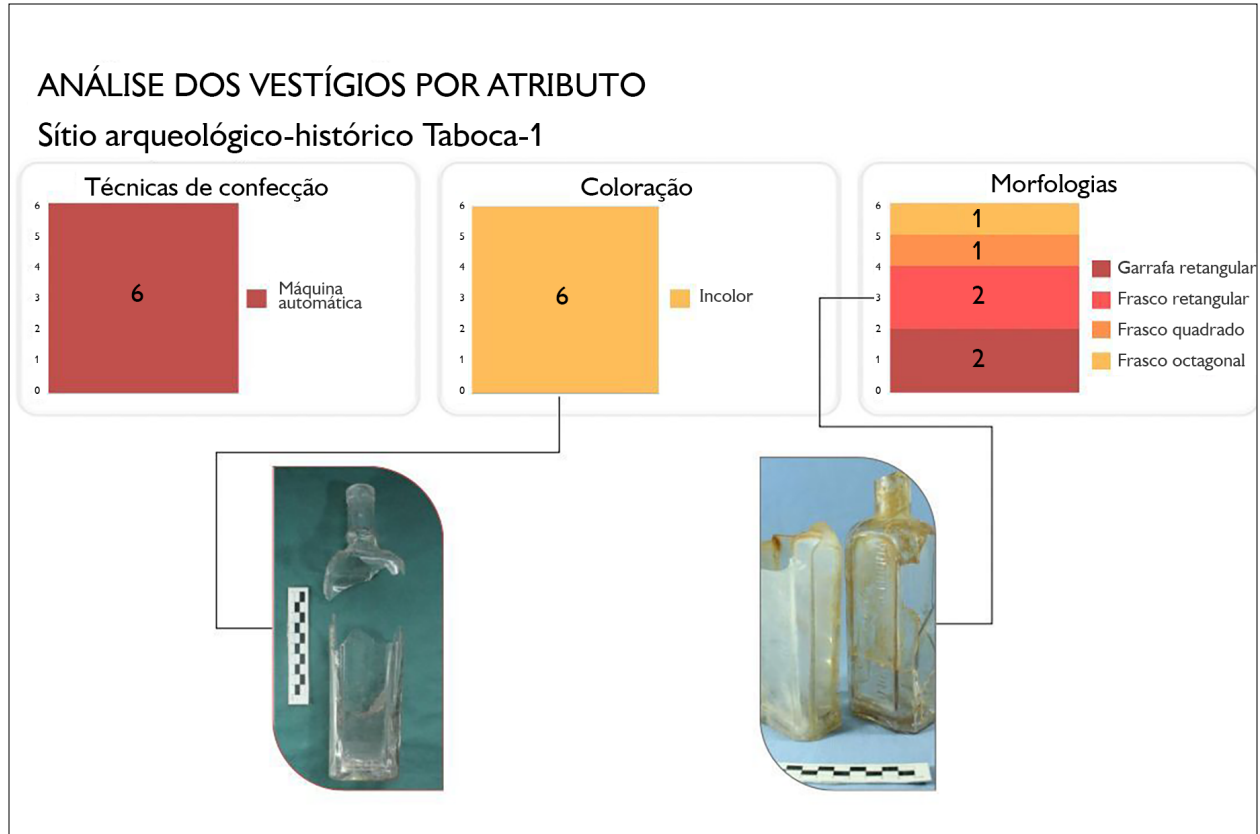 ANÁLISE DOS VESTÍGIOS POR ATRIBUTO
Sítio arqueológico-histórico Taboca-1
Técnicas de confecção
6
5
4
3
2
1
0
6
Máquina
automática
Coloração
6
5
4
3
2
1
0
6
Incolor
Morfologias
6
5
4
3
2
1
0
1
1
2
2
Garrafa retangular
Frasco retangular
Frasco quadrado
Frasco octagonal